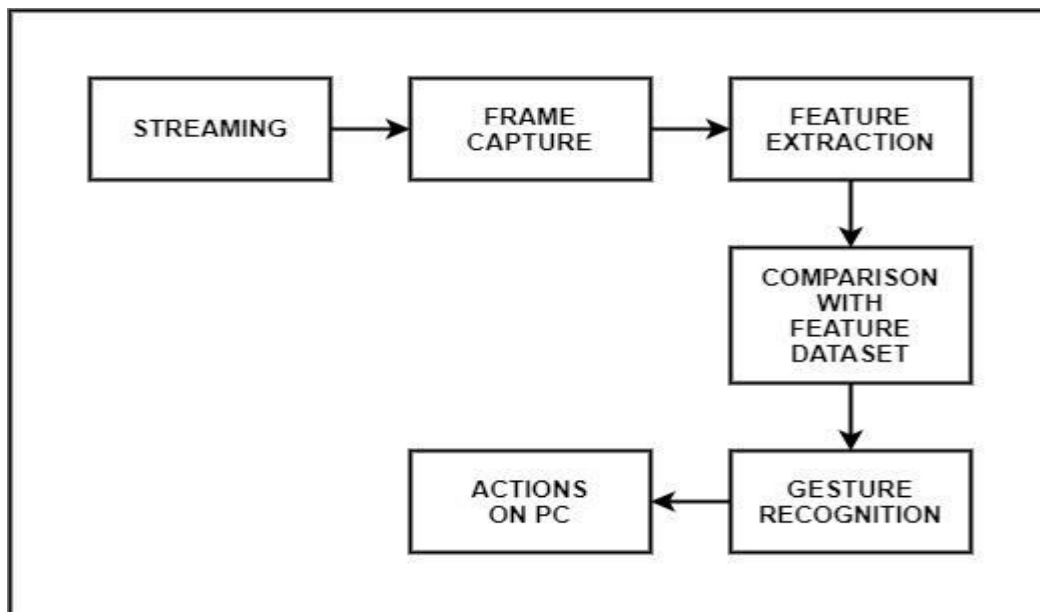 STREAMING
FRAME
CAPTURE
FEATURE
EXTRACTION
COMPARISON
WITH
FEATURE
DATASET
GESTURE
RECOGNITION
ACTIONS
ON PC